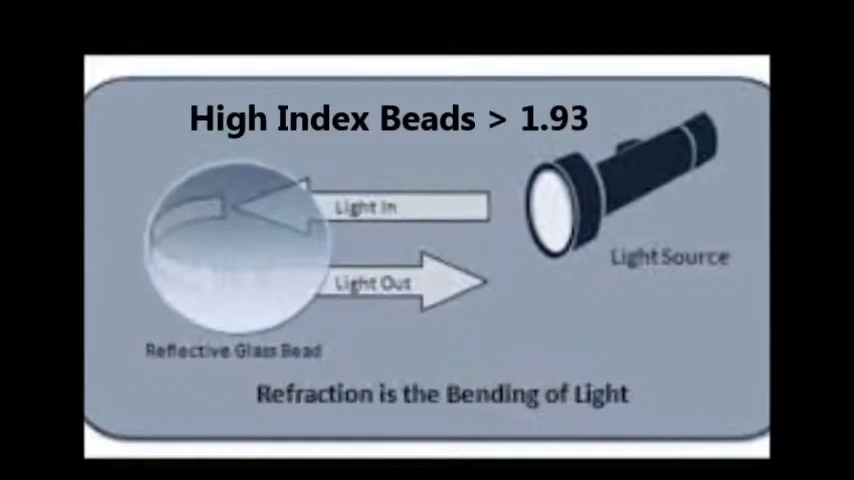 High Index Beads > 1.93
Light In
Light Source
Light Out
Reflective Glass Bead
Refraction is the Bending of Light